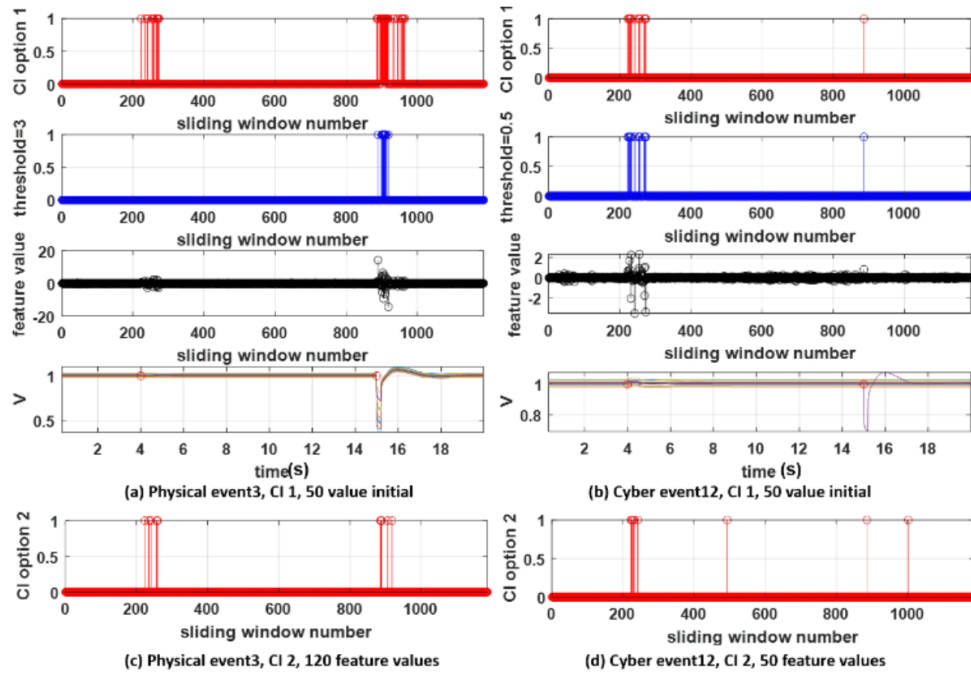 CI option 1
1
0.5
0
0 200 400 600 800 1000
sliding window number
threshold=3
1
0.5
0
0 200 400 600 800 1000
sliding window number
feature value
20
0
-20
0 200 400 600 800 1000
sliding window number
V
1
0.5
2 4 6 8 10 12 14 16 18
time(s)
(a) Physical event3, CI 1, 50 value initial
CI option 1
1
0.5
0
0 200 400 600 800 1000
sliding window number
threshold=0.5
1
0.5
0
0 200 400 600 800 1000
sliding window number
feature value
2
0
-2
0 200 400 600 800 1000
sliding window number
V
1
0.8
2 4 6 8 10 12 14 16 18
time (s)
(b) Cyber event12, CI 1, 50 value initial
CI option 2
1
0.5
0
0 200 400 600 800 1000
sliding window number
(c) Physical event3, CI 2, 120 feature values
CI option 2
1
0.5
0
0 200 400 600 800 1000
sliding window number
(d) Cyber event12, CI 2, 50 feature values